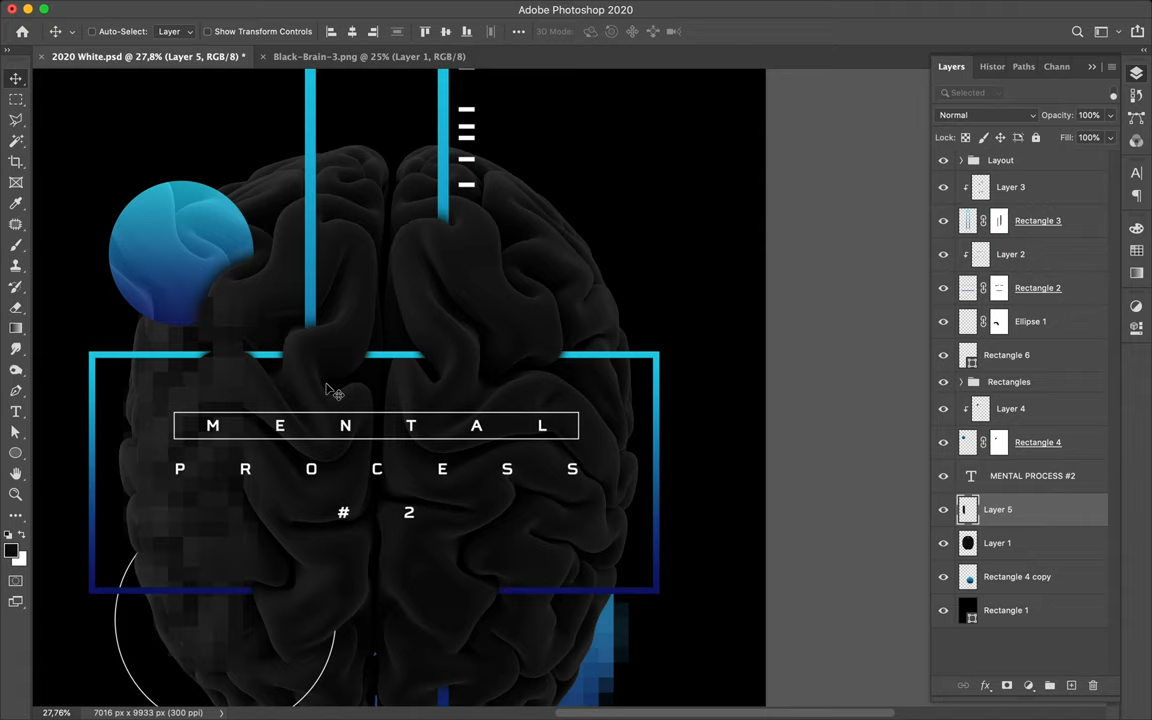 Adobe Photoshop 2020
Auto-Select: Layer Show Transform Controls 3D Mode:
2020 White.psd @ 27,8% (Layer 5, RGB/8) * Black-Brain-3.png @ 25% (Layer 1, RGB/8)
Layers Histor Paths Chann
Selected
Normal Opacity: 100%
Lock: Fill: 100%
Layout
Layer 3
Rectangle 3
Layer 2
Rectangle 2
Ellipse 1
Rectangle 6
Rectangles
Layer 4
Rectangle 4
MENTAL PROCESS #2
Layer 5
Layer 1
Rectangle 4 copy
Rectangle 1
M E N T A L
P R O C E S S
# 2
27,76% 7016 px x 9933 px (300 ppi)